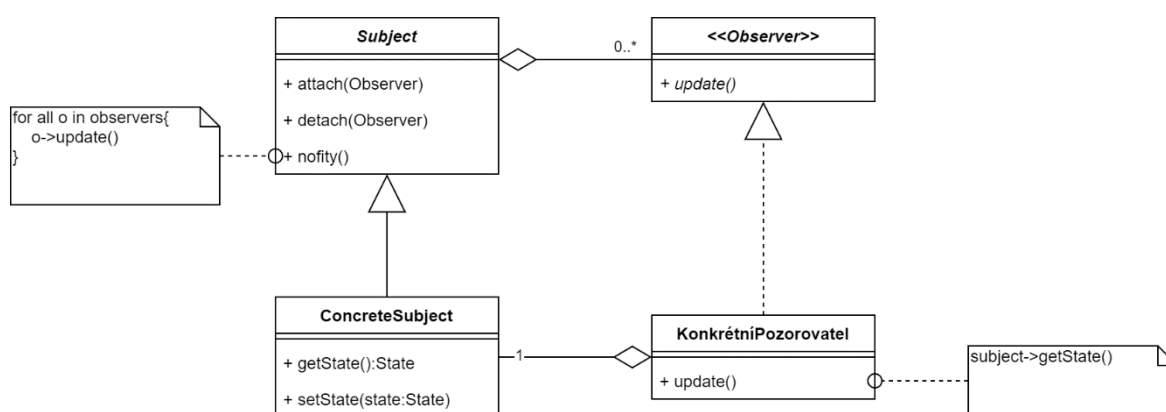 Subject
+ attach(Observer)
+ detach(Observer)
+ nofity()
0..*
<<Observer>>
+ update()
for all o in observers{
o->update()
}
ConcreteSubject
+ getState():State
+ setState(state:State)
1
KonkrétníPozorovatel
+ update()
subject->getState()